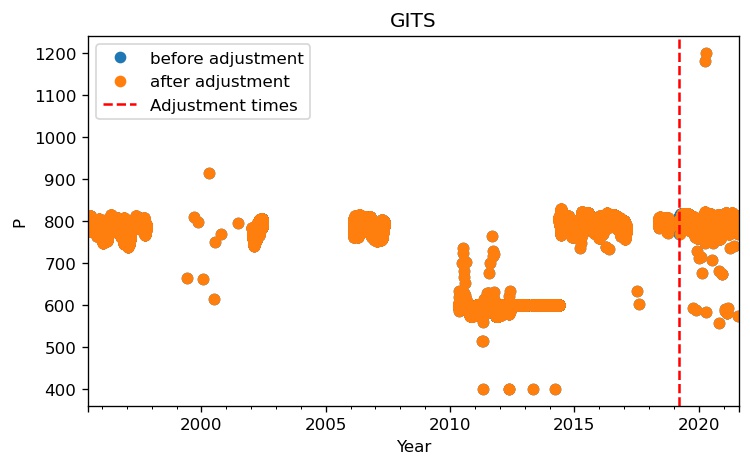 GITS
before adjustment
after adjustment
Adjustment times
P
1200
1100
1000
900
800
700
600
500
400
2000
2005
2010
2015
2020
Year